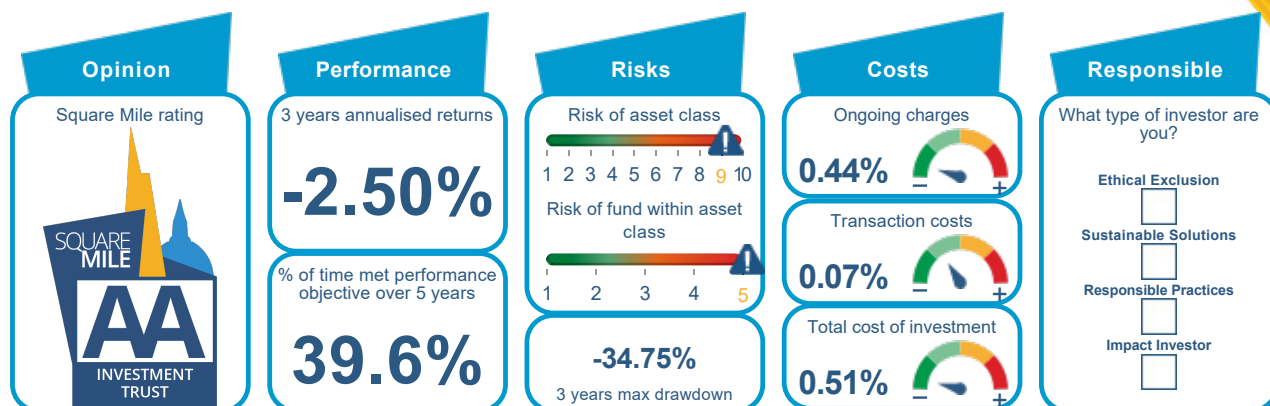 Opinion
Square Mile rating
SQUARE
MILE
AA
INVESTMENT
TRUST
Performance
3 years annualised returns
-2.50%
% of time met performance
objective over 5 years
39.6%
Risks
Risk of asset class
1 2 3 4 5 6 7 8 9 10
Risk of fund within asset
class
1 2 3 4 5
-34.75%
3 years max drawdown
Costs
Ongoing charges
0.44%
− +
Transaction costs
0.07%
− +
Total cost of investment
0.51%
− +
Responsible
What type of investor are
you?
Ethical Exclusion
Sustainable Solutions
Responsible Practices
Impact Investor